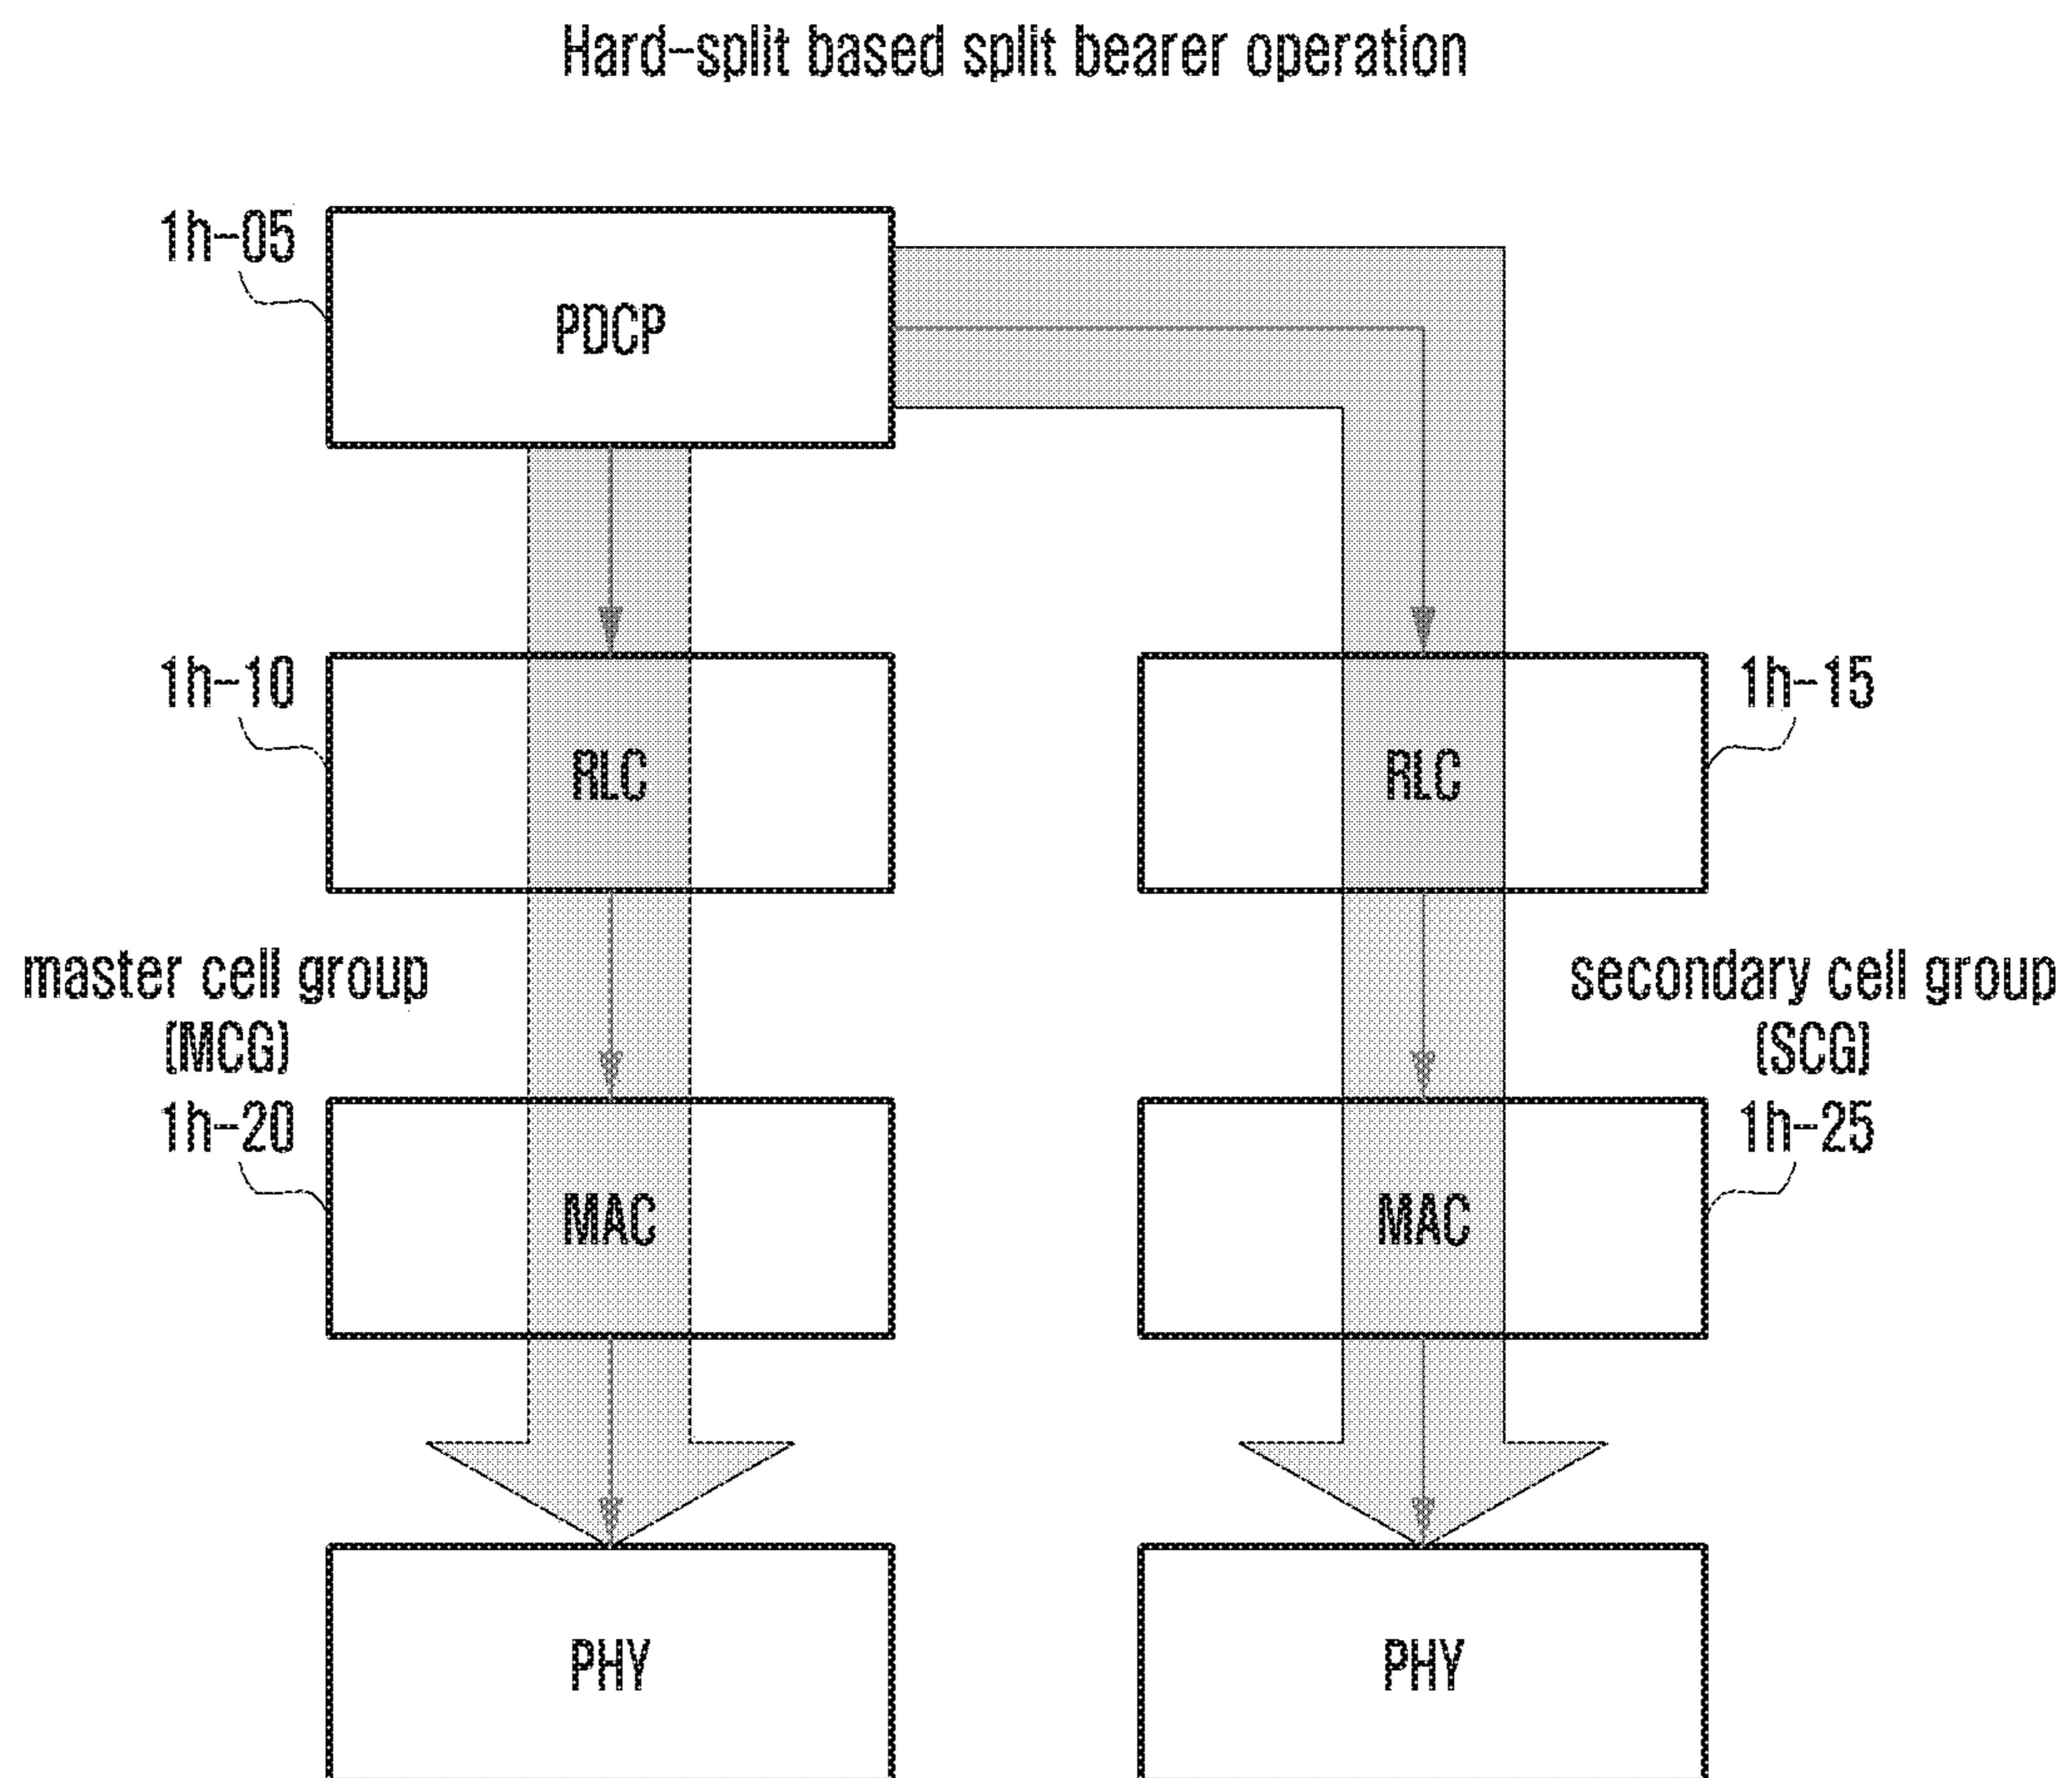 Hard-split based split bearer operation
1h-05
PDCP
1h-10
RLC
RLC
1h-15
master cell group
(MCG)
secondary cell group
(SCG)
1h-20
MAC
MAC
1h-25
PHY
PHY